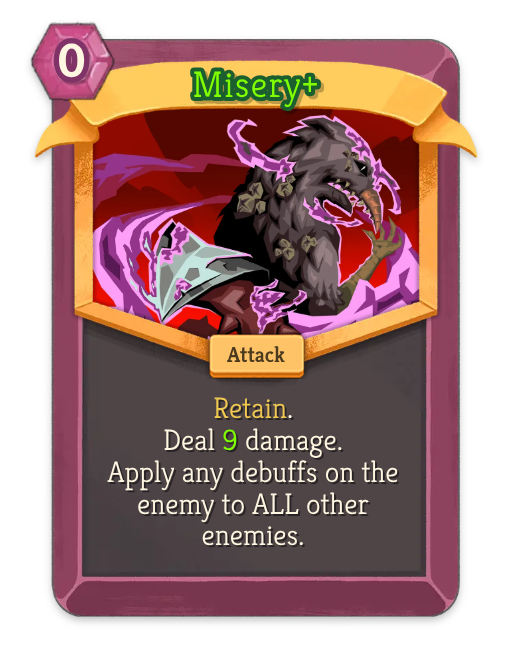 0
Misery+
Attack
Retain.
Deal 9 damage.
Apply any debuffs on the
enemy to ALL other
enemies.